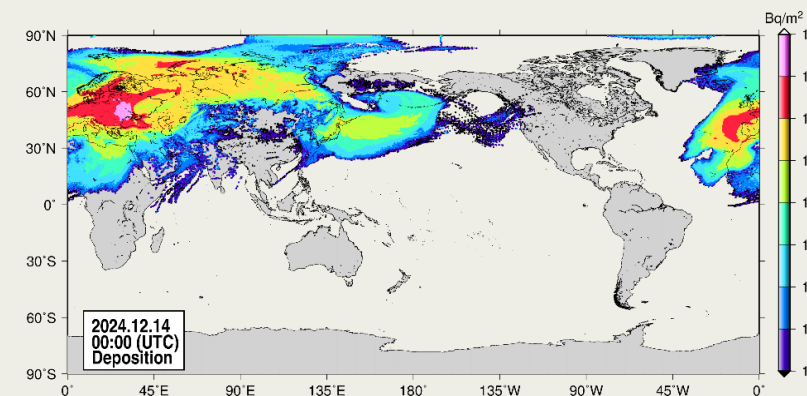 Bq/m²
90˚N
60˚N
30˚N
0˚
30˚S
60˚S
90˚S
2024.12.14
00:00 (UTC)
Deposition
0˚ 45˚E 90˚E 135˚E 180˚ 135˚W 90˚W 45˚W 0˚